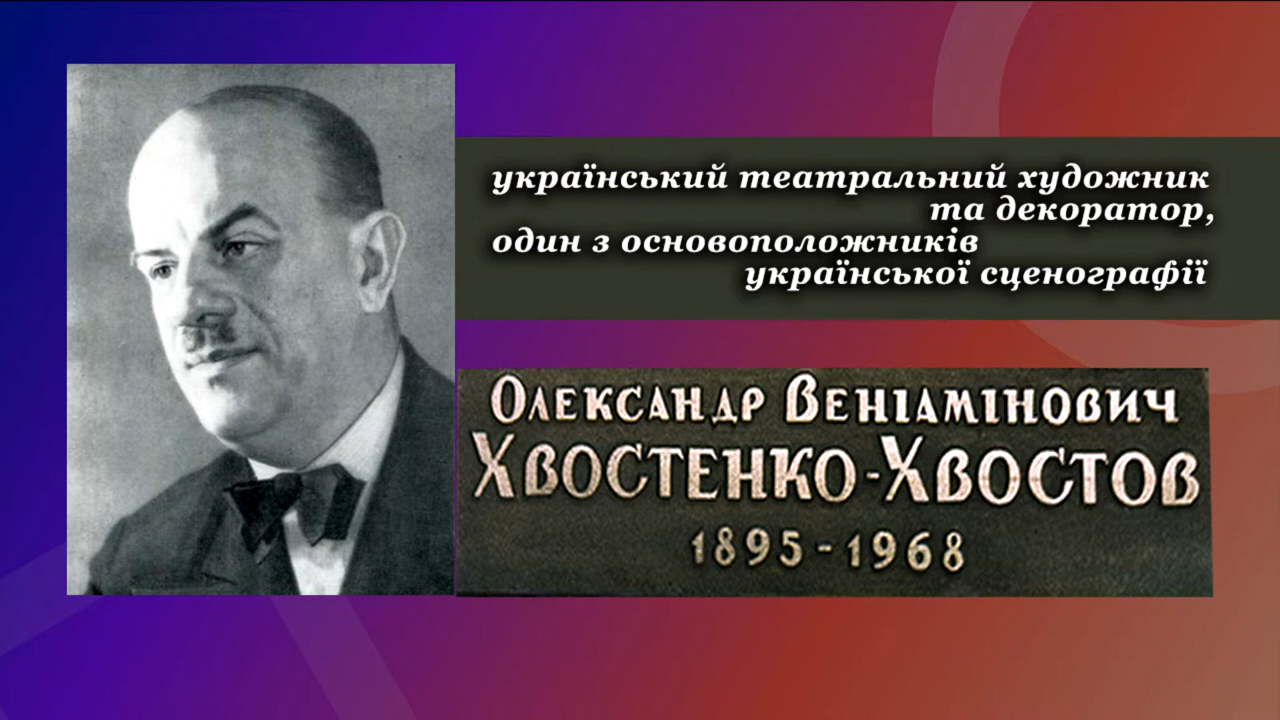 український театральний художник
та декоратор,
один з основоположників
української сценографії
Олександр Веніамінович
Хвостенко-Хвостов
1895-1968